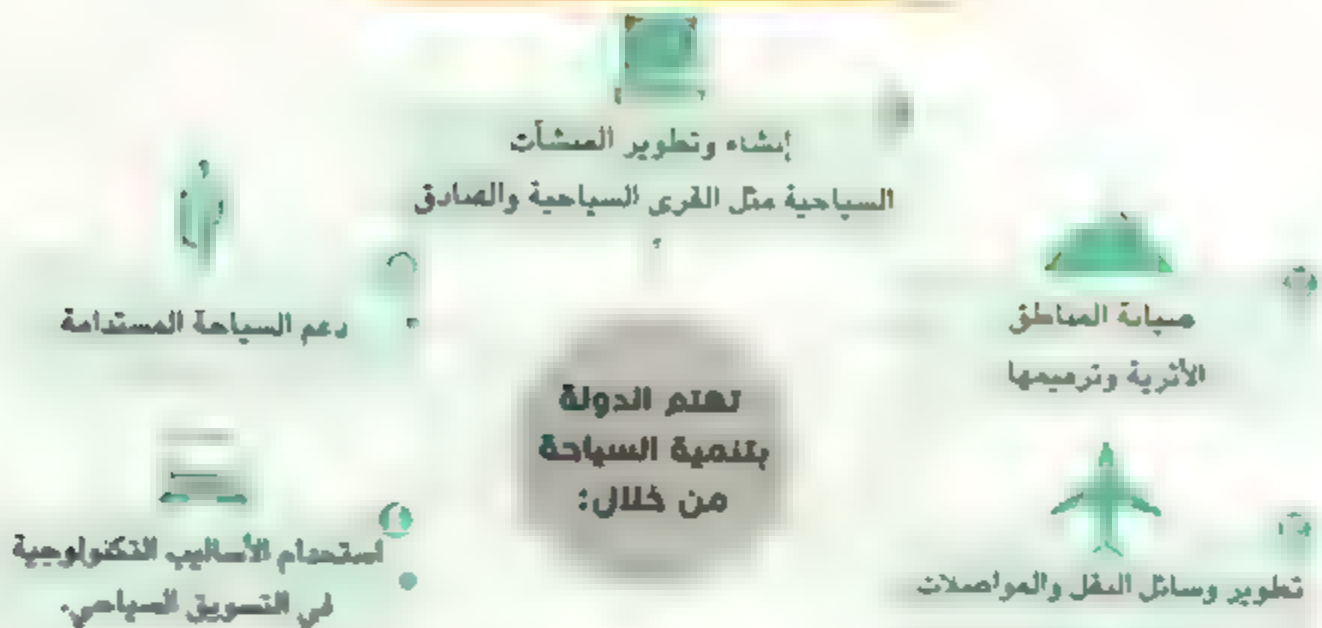 إنشاء وتطوير المنشآت
السياحية مثل القرى السياحية والفنادق
صيانة المناطق
الأثرية وترميمها
دعم السياحة المستدامة
تهتم الدولة
بتنمية السياحة
من خلال:
تطوير وسائل النقل والمواصلات
استخدام الأساليب التكنولوجية
في التسويق السياحي.